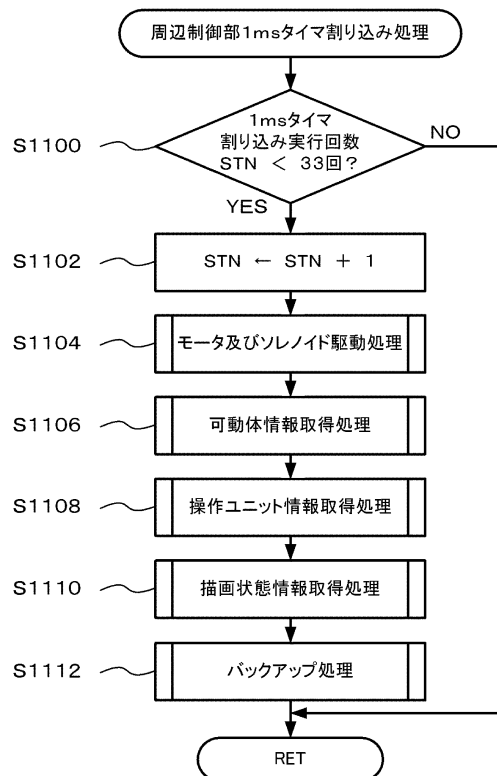 周辺制御部1msタイマ割り込み処理
S1100
1msタイマ
割り込み実行回数
STN < 33回?
NO
YES
S1102
STN ← STN + 1
S1104
モータ及びソレノイド駆動処理
S1106
可動体情報取得処理
S1108
操作ユニット情報取得処理
S1110
描画状態情報取得処理
S1112
バックアップ処理
RET